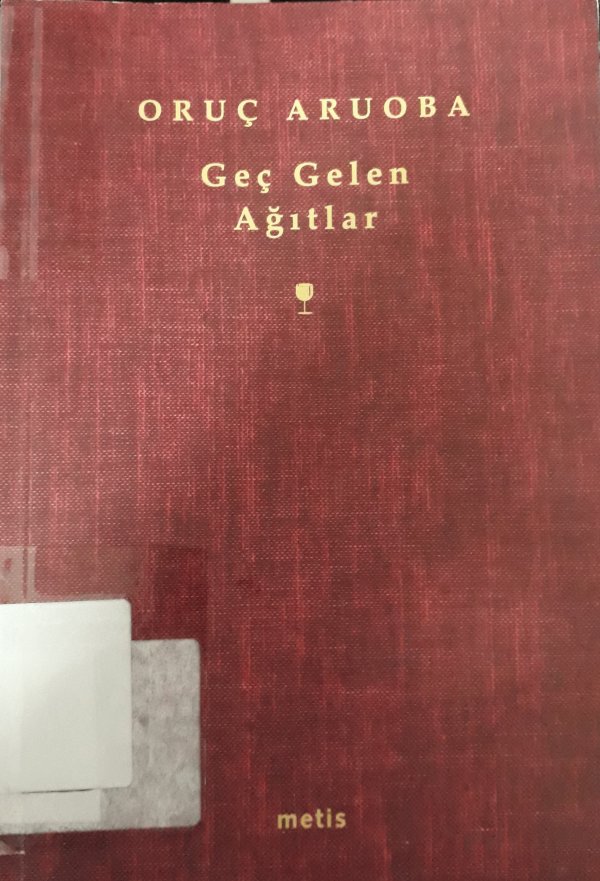 ORUÇ ARUOBA
Geç Gelen
Ağıtlar
metis